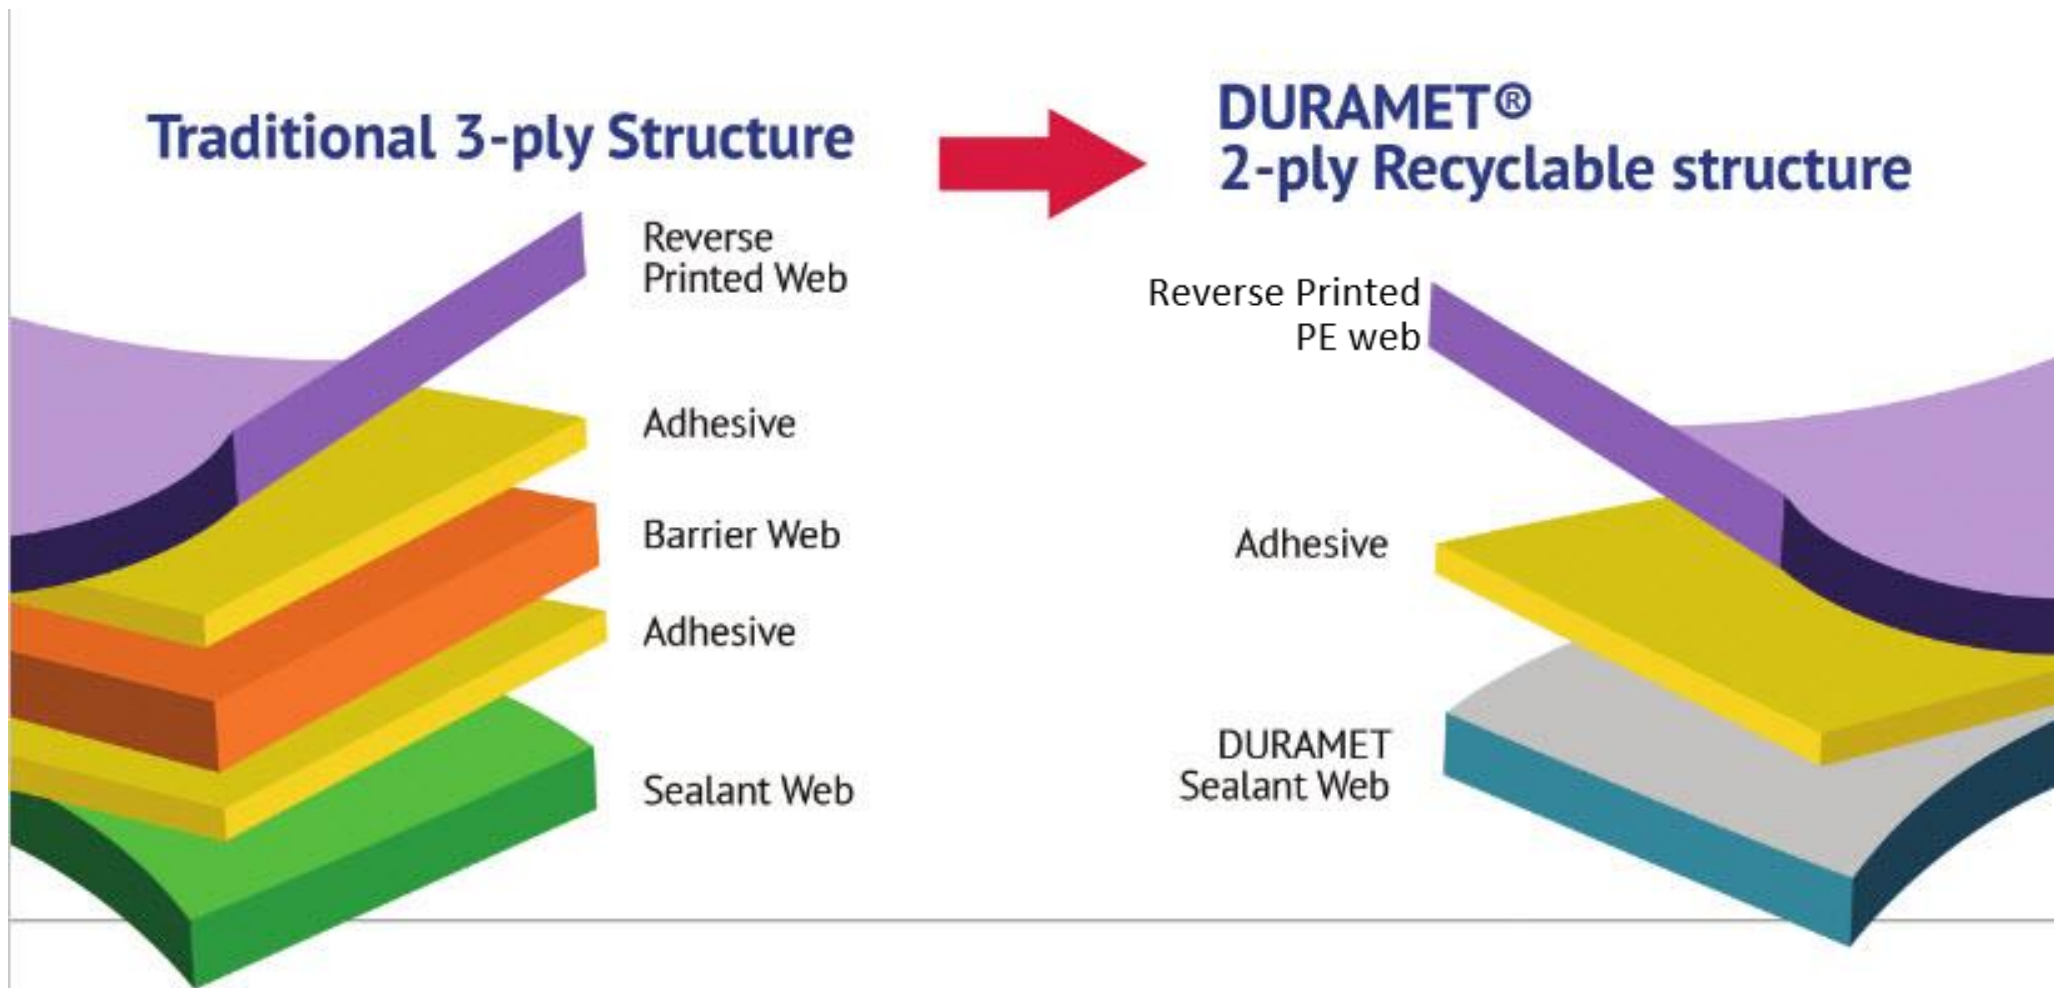 Traditional 3-ply Structure
Reverse
Printed Web
Adhesive
Barrier Web
Adhesive
Sealant Web
DURAMET®
2-ply Recyclable structure
Reverse Printed
PE web
Adhesive
DURAMET
Sealant Web